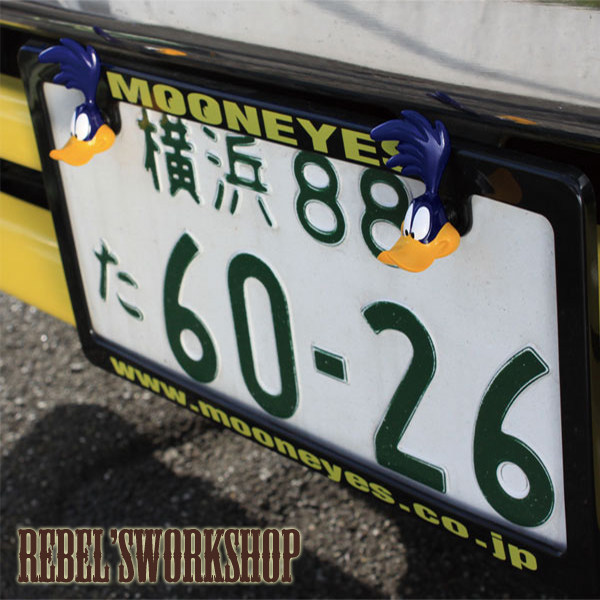 MOONEYES
横浜 88
た 60-26
www.mooneyes.co.jp
REBEL'SWORKSHOP